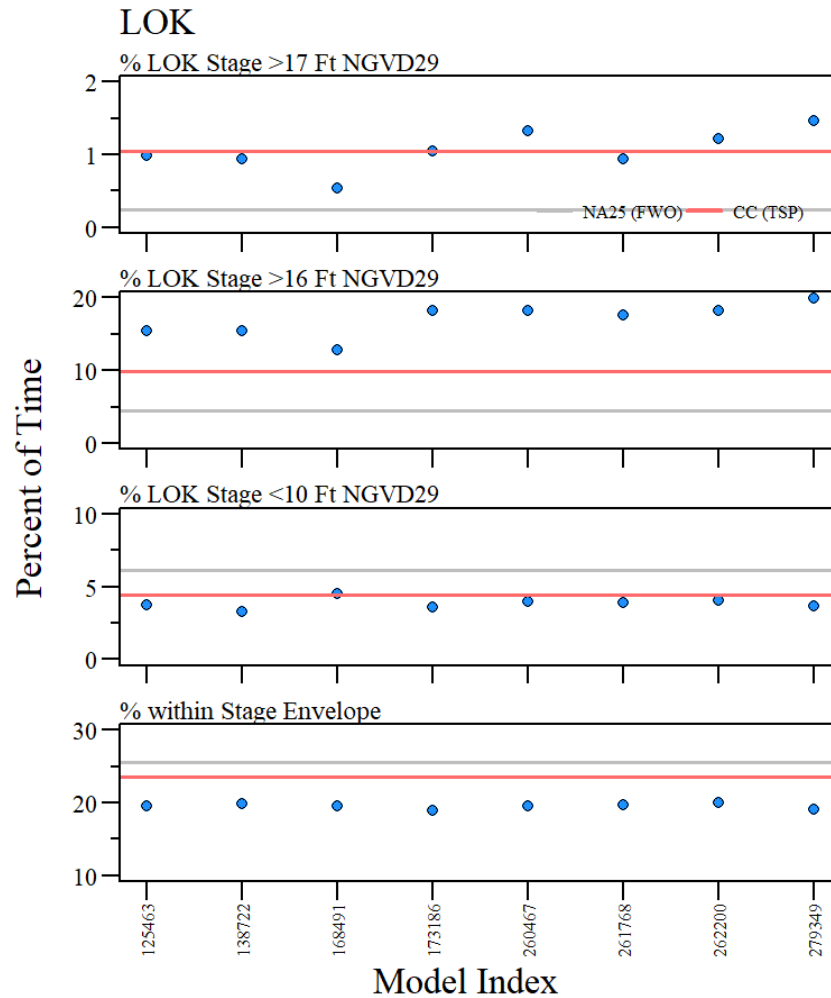 LOK
% LOK Stage >17 Ft NGVD29
2
1
0
NA25 (FWO) CC (TSP)
% LOK Stage >16 Ft NGVD29
20
10
0
% LOK Stage <10 Ft NGVD29
10
5
0
% within Stage Envelope
30
20
10
Percent of Time
125463 138722 168491 173186 260467 261768 262200 279349
Model Index